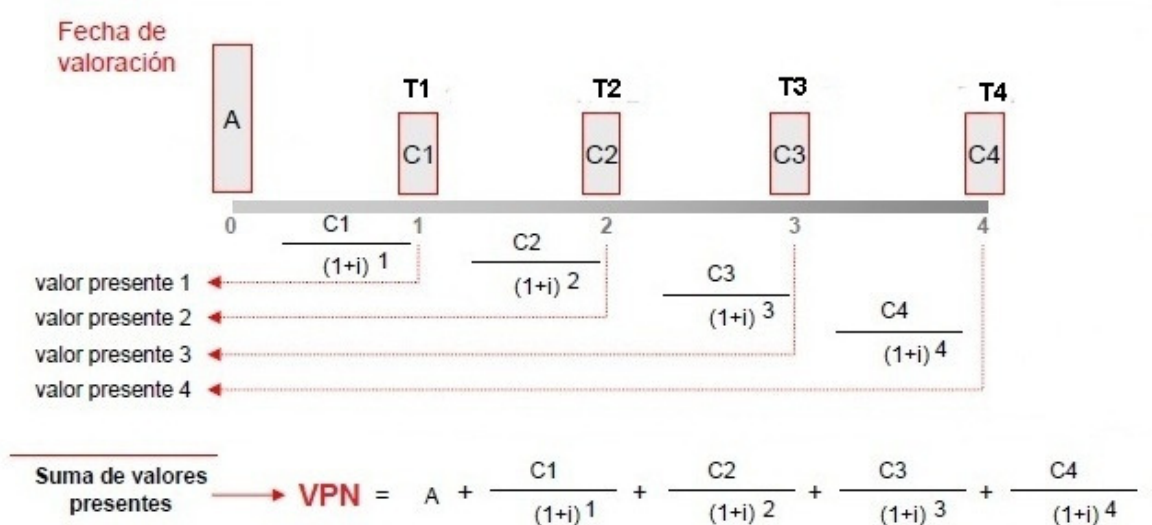 Fecha de
valoración
T1 T2 T3 T4
A C1 C2 C3 C4
0 1 2 3 4
C1
(1+i) 1
C2
(1+i) 2
C3
(1+i) 3
C4
(1+i) 4
valor presente 1
valor presente 2
valor presente 3
valor presente 4
Suma de valores
presentes
VPN = A + C1 + C2 + C3 + C4
(1+i) 1 (1+i) 2 (1+i) 3 (1+i) 4